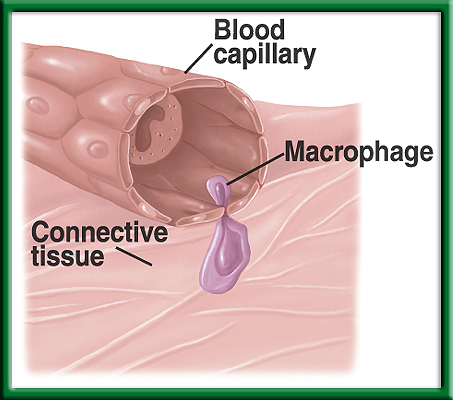 Blood
capillary
Macrophage
Connective
tissue